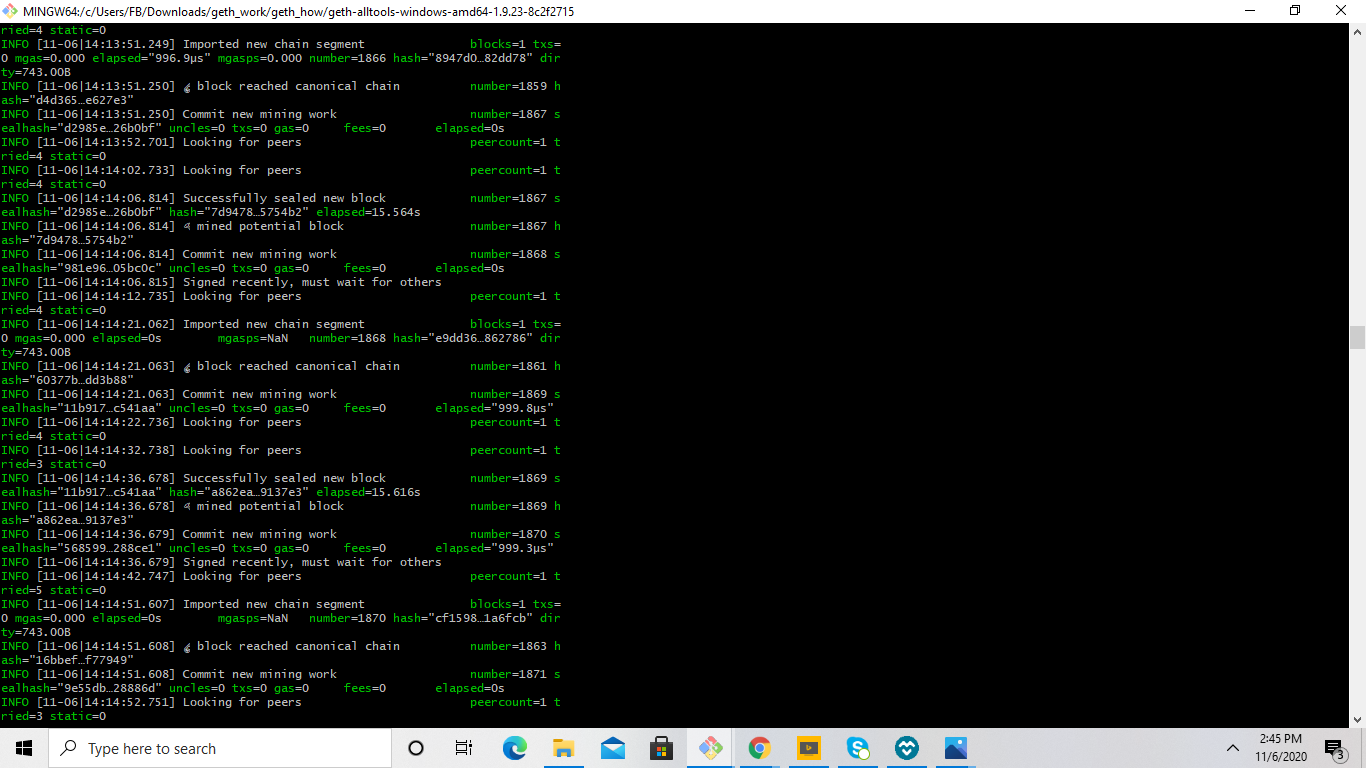 MINGW64:/c/Users/FB/Downloads/geth_work/geth_how/geth-alltools-windows-amd64-1.9.23-8c2f2715
ried=4 static=0
INFO [11-06|14:13:51.249] Imported new chain segment blocks=1 txs=
0 mgas=0.000 elapsed="996.9µs" mgasps=0.000 number=1866 hash="8947d0…82dd78" dir
ty=743.00B
INFO [11-06|14:13:51.250] block reached canonical chain number=1859 h
ash="d4d365…e627e3"
INFO [11-06|14:13:51.250] Commit new mining work number=1867 s
ealhash="d2985e…26b0bf" uncles=0 txs=0 gas=0 fees=0 elapsed=0s
INFO [11-06|14:13:52.701] Looking for peers peercount=1 t
ried=4 static=0
INFO [11-06|14:14:02.733] Looking for peers peercount=1 t
ried=4 static=0
INFO [11-06|14:14:06.814] Successfully sealed new block number=1867 s
ealhash="d2985e…26b0bf" hash="7d9478…5754b2" elapsed=15.564s
INFO [11-06|14:14:06.814] mined potential block number=1867 h
ash="7d9478…5754b2"
INFO [11-06|14:14:06.814] Commit new mining work number=1868 s
ealhash="981e96…05bc0c" uncles=0 txs=0 gas=0 fees=0 elapsed=0s
INFO [11-06|14:14:06.815] Signed recently, must wait for others
INFO [11-06|14:14:12.735] Looking for peers peercount=1 t
ried=4 static=0
INFO [11-06|14:14:21.062] Imported new chain segment blocks=1 txs=
0 mgas=0.000 elapsed=0s mgasps=NaN number=1868 hash="e9dd36…862786" dir
ty=743.00B
INFO [11-06|14:14:21.063] block reached canonical chain number=1861 h
ash="60377b…dd3b88"
INFO [11-06|14:14:21.063] Commit new mining work number=1869 s
ealhash="11b917…c541aa" uncles=0 txs=0 gas=0 fees=0 elapsed="999.8µs"
INFO [11-06|14:14:22.736] Looking for peers peercount=1 t
ried=4 static=0
INFO [11-06|14:14:32.738] Looking for peers peercount=1 t
ried=3 static=0
INFO [11-06|14:14:36.678] Successfully sealed new block number=1869 s
ealhash="11b917…c541aa" hash="a862ea…9137e3" elapsed=15.616s
INFO [11-06|14:14:36.678] mined potential block number=1869 h
ash="a862ea…9137e3"
INFO [11-06|14:14:36.679] Commit new mining work number=1870 s
ealhash="568599…288ce1" uncles=0 txs=0 gas=0 fees=0 elapsed="999.3µs"
INFO [11-06|14:14:36.679] Signed recently, must wait for others
INFO [11-06|14:14:42.747] Looking for peers peercount=1 t
ried=5 static=0
INFO [11-06|14:14:51.607] Imported new chain segment blocks=1 txs=
0 mgas=0.000 elapsed=0s mgasps=NaN number=1870 hash="cf1598…1a6fcb" dir
ty=743.00B
INFO [11-06|14:14:51.608] block reached canonical chain number=1863 h
ash="16bbef…f77949"
INFO [11-06|14:14:51.608] Commit new mining work number=1871 s
ealhash="9e55db…28886d" uncles=0 txs=0 gas=0 fees=0 elapsed=0s
INFO [11-06|14:14:52.751] Looking for peers peercount=1 t
ried=3 static=0
Type here to search
2:45 PM
11/6/2020
3